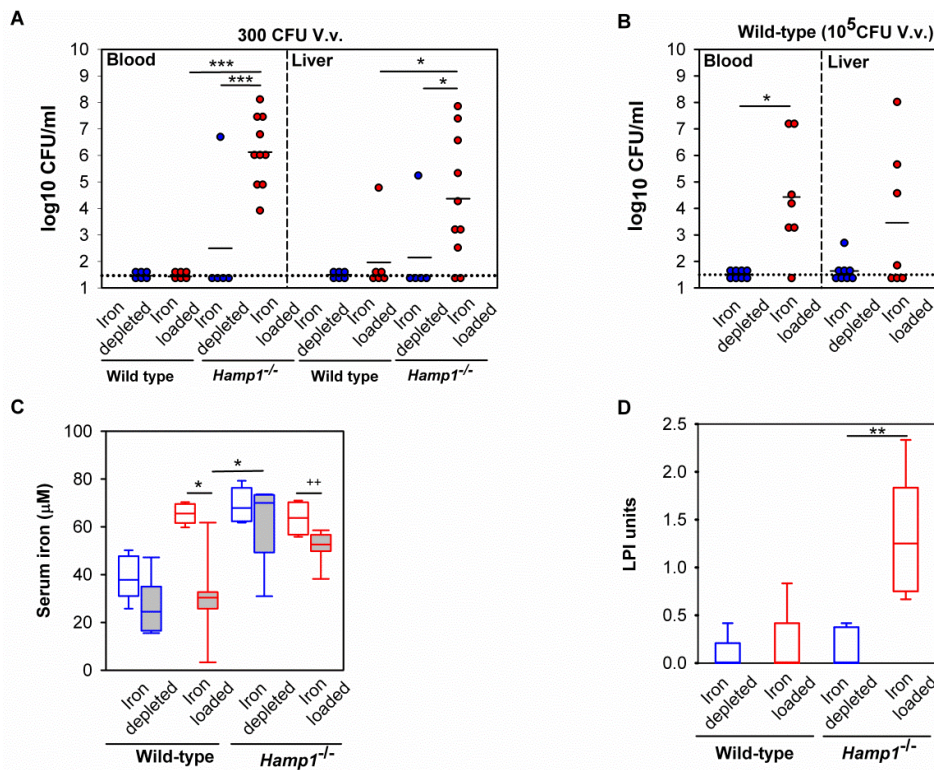 A
300 CFU V.v.
Blood
Liver
***
***
*
*
log10 CFU/ml
10
9
8
7
6
5
4
3
2
1
Iron depleted
Iron loaded
Iron depleted
Iron loaded
Iron depleted
Iron loaded
Iron depleted
Iron loaded
Wild type
Hamp1-/-
Wild type
Hamp1-/-
B
Wild-type (10⁵CFU V.v.)
Blood
Liver
*
log10 CFU/ml
10
9
8
7
6
5
4
3
2
1
Iron depleted
Iron loaded
Iron depleted
Iron loaded
C
Serum iron (μM)
100
80
60
40
20
0
*
*
++
Iron depleted
Iron loaded
Iron depleted
Iron loaded
Wild-type
Hamp1-/-
D
LPI units
2.5
2.0
1.5
1.0
0.5
0.0
**
Iron depleted
Iron loaded
Iron depleted
Iron loaded
Wild-type
Hamp1-/-